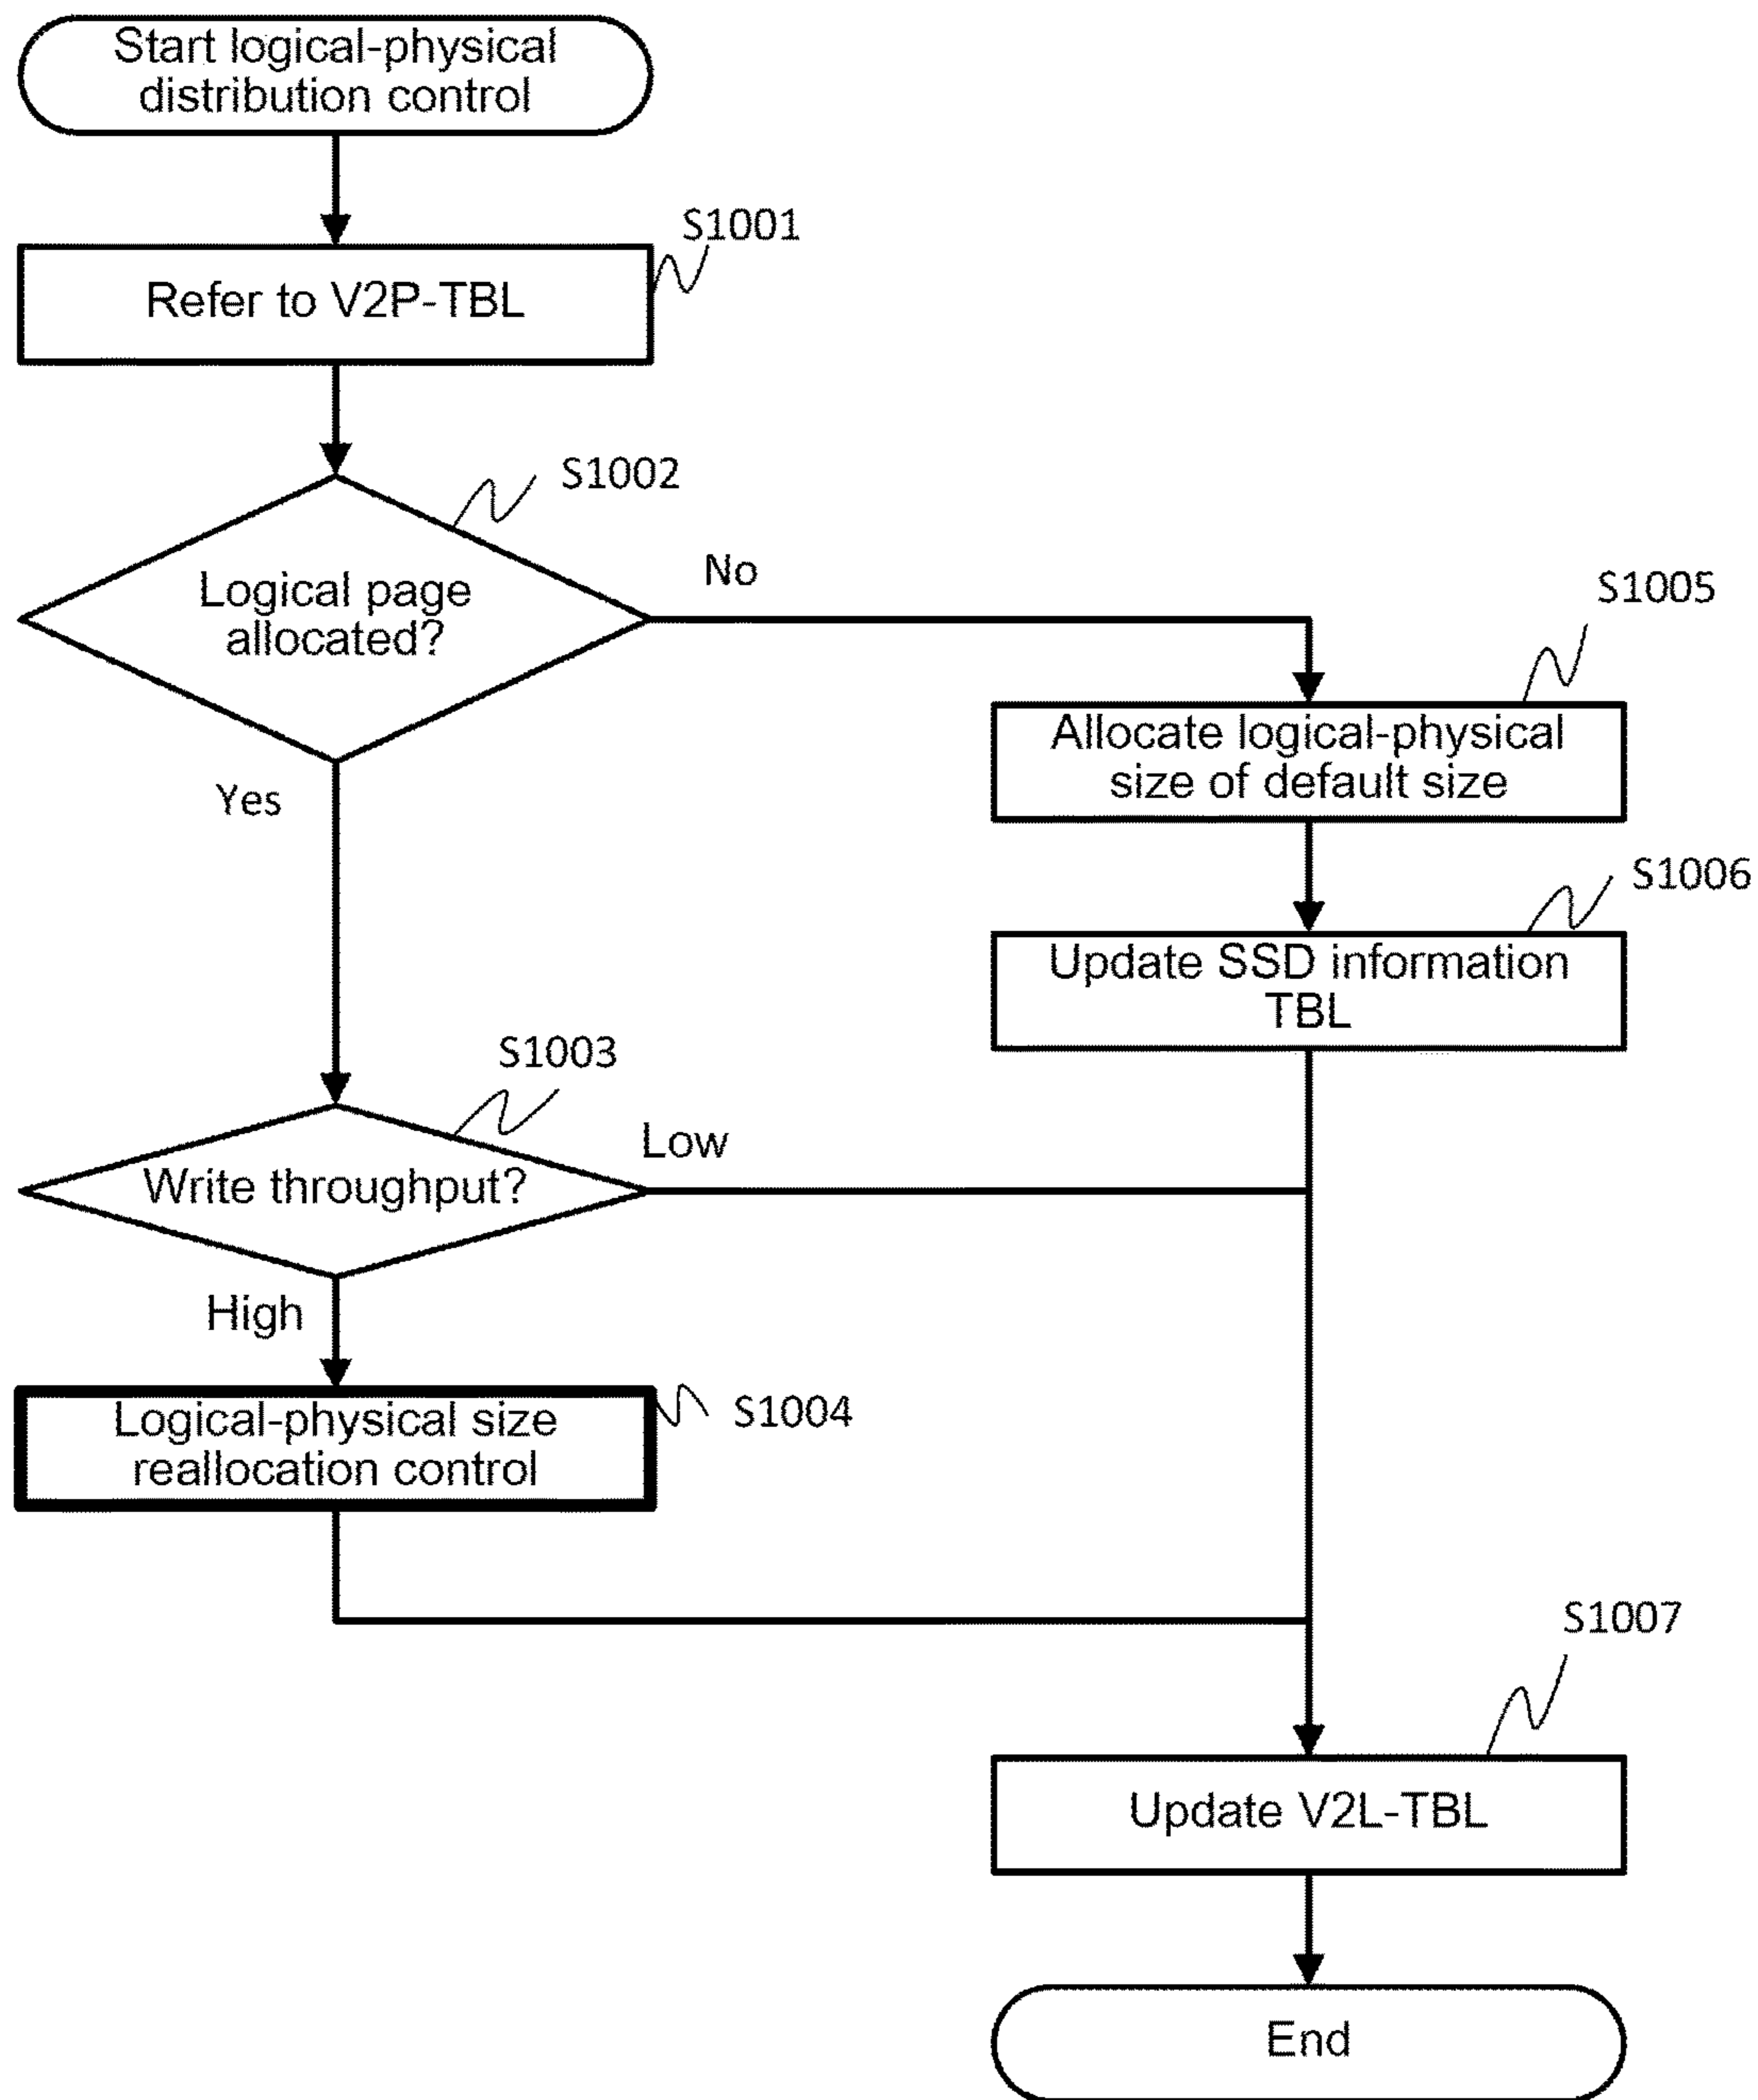 Start logical-physical
distribution control
S1001
Refer to V2P-TBL
S1002
Logical page
allocated?
No
Yes
S1005
Allocate logical-physical
size of default size
S1006
Update SSD information
TBL
S1003
Write throughput?
Low
High
Logical-physical size
reallocation control
S1004
S1007
Update V2L-TBL
End